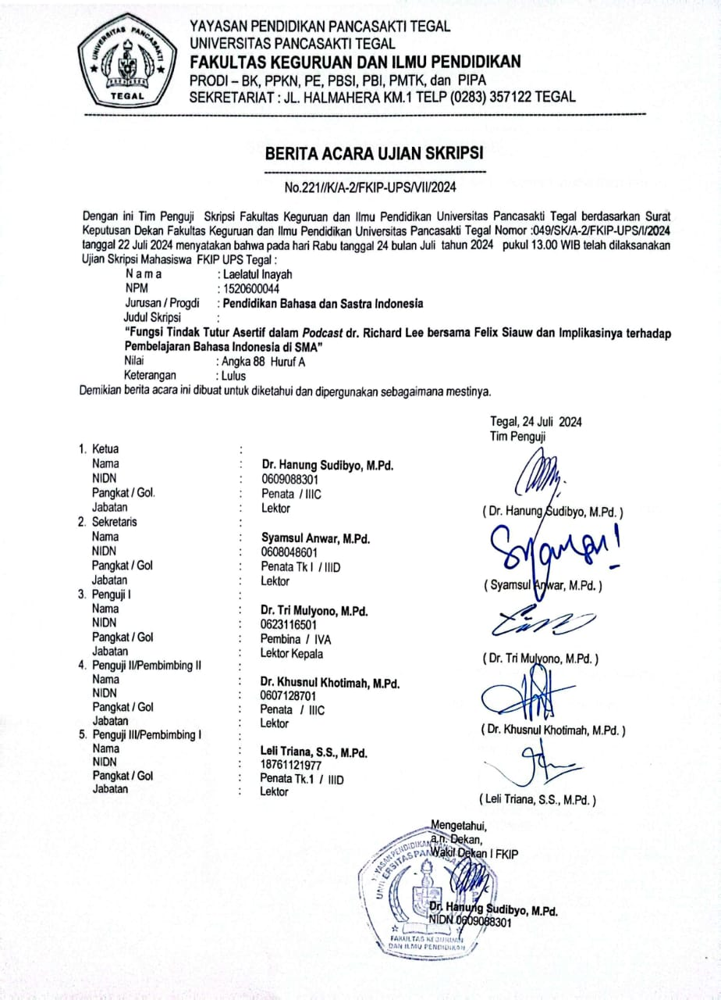 UNIVERSITAS PANCASAKTI
TEGAL
YAYASAN PENDIDIKAN PANCASAKTI TEGAL
UNIVERSITAS PANCASAKTI TEGAL
FAKULTAS KEGURUAN DAN ILMU PENDIDIKAN
PRODI – BK, PPKN, PE, PBSI, PBI, PMTK, dan PIPA
SEKRETARIAT : JL. HALMAHERA KM.1 TELP (0283) 357122 TEGAL
BERITA ACARA UJIAN SKRIPSI
No.221//K/A-2/FKIP-UPS/VII/2024
Dengan ini Tim Penguji Skripsi Fakultas Keguruan dan Ilmu Pendidikan Universitas Pancasakti Tegal berdasarkan Surat
Keputusan Dekan Fakultas Keguruan dan Ilmu Pendidikan Universitas Pancasakti Tegal Nomor :049/SK/A-2/FKIP-UPS/I/2024
tanggal 22 Juli 2024 menyatakan bahwa pada hari Rabu tanggal 24 bulan Juli tahun 2024 pukul 13.00 WIB telah dilaksanakan
Ujian Skripsi Mahasiswa FKIP UPS Tegal :
N a m a : Laelatul Inayah
NPM : 1520600044
Jurusan / Progdi : Pendidikan Bahasa dan Sastra Indonesia
Judul Skripsi :
"Fungsi Tindak Tutur Asertif dalam Podcast dr. Richard Lee bersama Felix Siauw dan Implikasinya terhadap
Pembelajaran Bahasa Indonesia di SMA"
Nilai : Angka 88 Huruf A
Keterangan : Lulus
Demikian berita acara ini dibuat untuk diketahui dan dipergunakan sebagaimana mestinya.
Tegal, 24 Juli 2024
Tim Penguji
1. Ketua :
Nama : Dr. Hanung Sudibyo, M.Pd.
NIDN : 0609088301
Pangkat / Gol. : Penata / IIIC
Jabatan : Lektor
( Dr. Hanung Sudibyo, M.Pd. )
2. Sekretaris :
Nama : Syamsul Anwar, M.Pd.
NIDN : 0608048601
Pangkat / Gol : Penata Tk I / IIID
Jabatan : Lektor
( Syamsul Anwar, M.Pd. )
3. Penguji I :
Nama : Dr. Tri Mulyono, M.Pd.
NIDN : 0623116501
Pangkat / Gol : Pembina / IVA
Jabatan : Lektor Kepala
( Dr. Tri Mulyono, M.Pd. )
4. Penguji II/Pembimbing II :
Nama : Dr. Khusnul Khotimah, M.Pd.
NIDN : 0607128701
Pangkat / Gol : Penata / IIIC
Jabatan : Lektor
( Dr. Khusnul Khotimah, M.Pd. )
5. Penguji III/Pembimbing I :
Nama : Leli Triana, S.S., M.Pd.
NIDN : 18761121977
Pangkat / Gol : Penata Tk.1 / IIID
Jabatan : Lektor
( Leli Triana, S.S., M.Pd. )
Mengetahui,
a.n. Dekan,
Wakil Dekan I FKIP
Dr. Hanung Sudibyo, M.Pd.
NIDN 0609088301
YAYASAN PENDIDIKAN
FAKULTAS KEGURUAN
DAN ILMU PENDIDIKAN